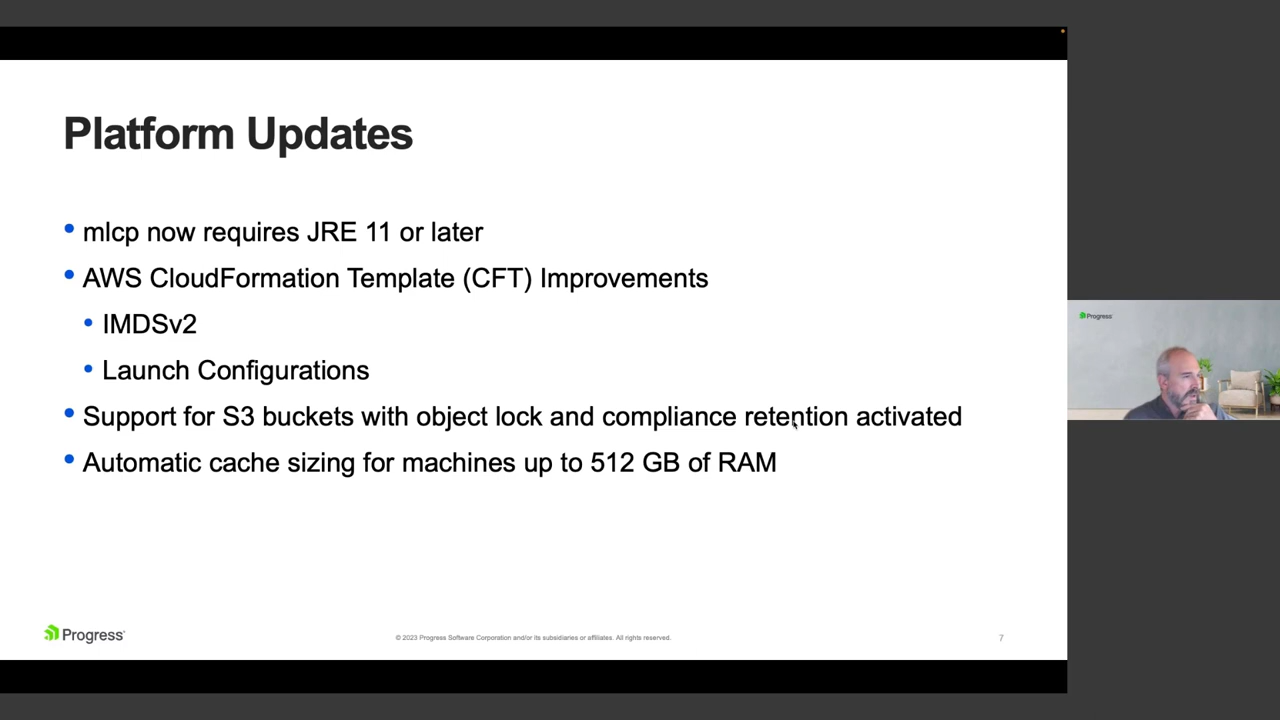 Platform Updates
• mlcp now requires JRE 11 or later
• AWS CloudFormation Template (CFT) Improvements
• IMDSv2
• Launch Configurations
• Support for S3 buckets with object lock and compliance retention activated
• Automatic cache sizing for machines up to 512 GB of RAM
Progress
Progress
© 2023 Progress Software Corporation and/or its subsidiaries or affiliates. All rights reserved.
7